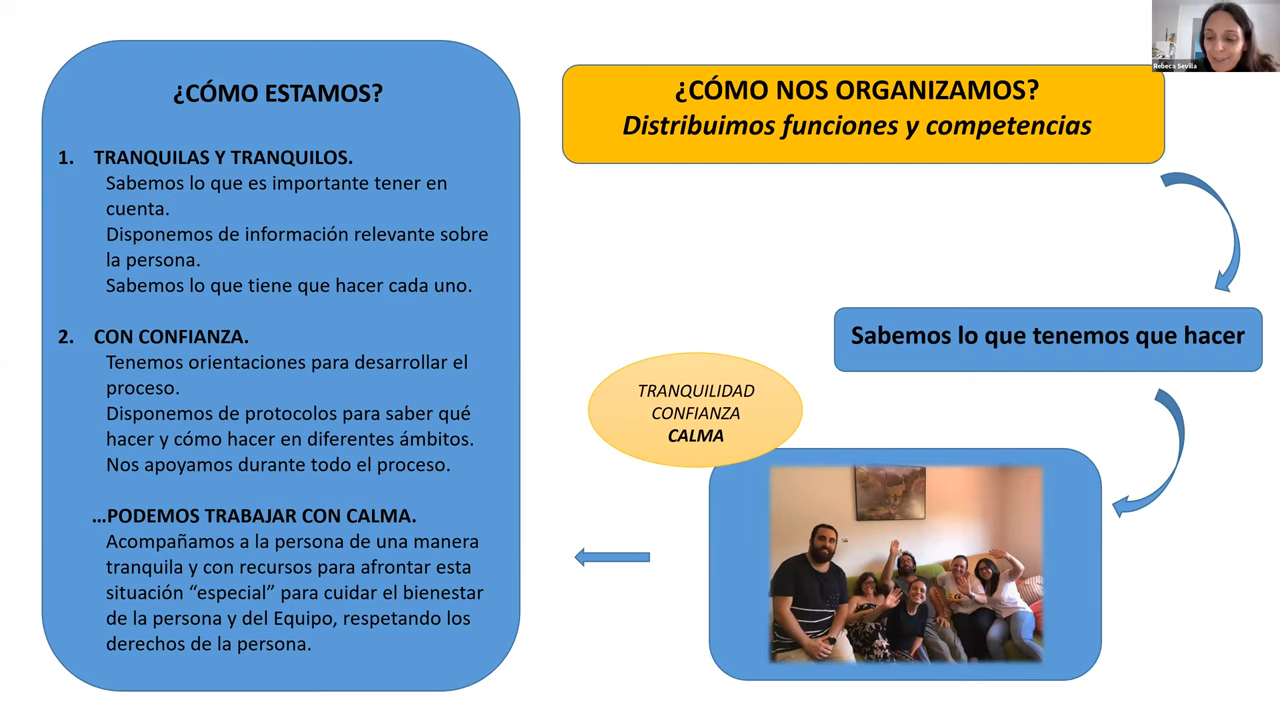 ¿CÓMO ESTAMOS?
1. TRANQUILAS Y TRANQUILOS.
Sabemos lo que es importante tener en
cuenta.
Disponemos de información relevante sobre
la persona.
Sabemos lo que tiene que hacer cada uno.
2. CON CONFIANZA.
Tenemos orientaciones para desarrollar el
proceso.
Disponemos de protocolos para saber qué
hacer y cómo hacer en diferentes ámbitos.
Nos apoyamos durante todo el proceso.
…PODEMOS TRABAJAR CON CALMA.
Acompañamos a la persona de una manera
tranquila y con recursos para afrontar esta
situación “especial” para cuidar el bienestar
de la persona y del Equipo, respetando los
derechos de la persona.
¿CÓMO NOS ORGANIZAMOS?
Distribuimos funciones y competencias
Sabemos lo que tenemos que hacer
TRANQUILIDAD
CONFIANZA
CALMA
Rebeca Sevilla